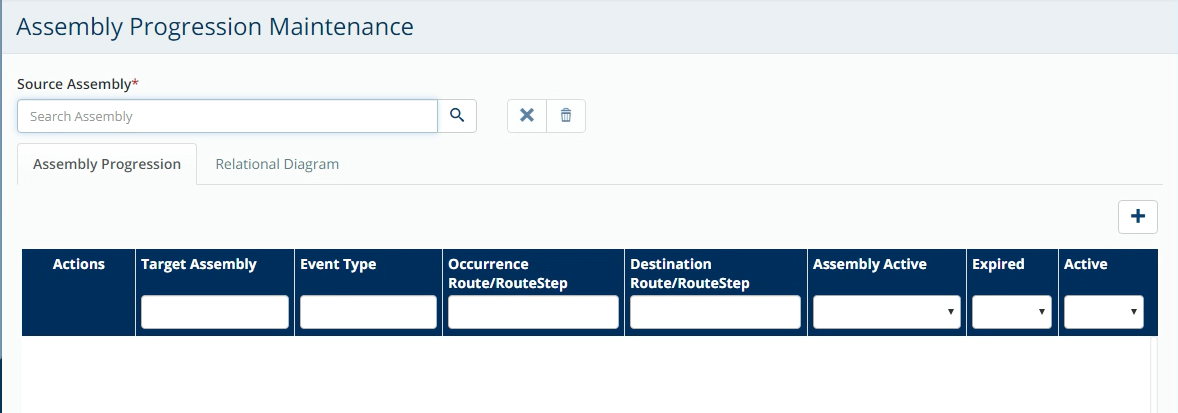 Assembly Progression Maintenance
Source Assembly*
Search Assembly
Assembly Progression Relational Diagram
Actions Target Assembly Event Type Occurrence Destination Assembly Active Expired Active
Route/RouteStep Route/RouteStep